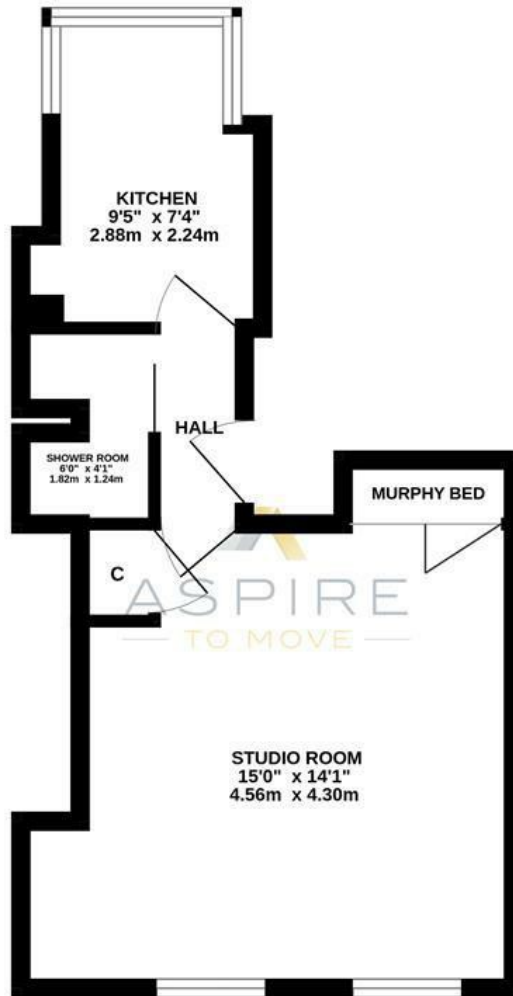 KITCHEN
9'5" x 7'4"
2.88m x 2.24m
HALL
SHOWER ROOM
6'0" x 4'1"
1.82m x 1.24m
MURPHY BED
C
ASPIRE
TO MOVE
STUDIO ROOM
15'0" x 14'1"
4.56m x 4.30m